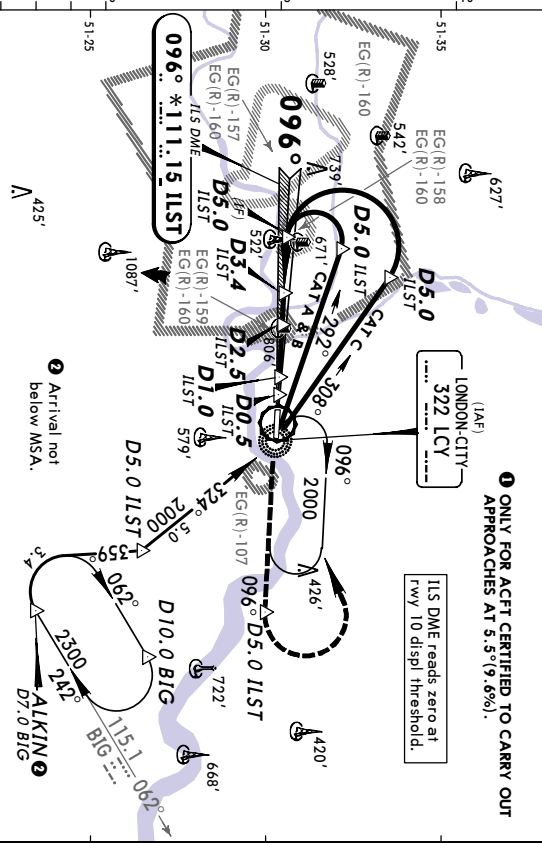 ① ONLY FOR ACFT CERTIFIED TO CARRY OUT
APPROACHES AT 5.5°(9.6%).
ILS DME reads zero at
rwy 10 displ threshold.
(IAF)
LONDON-CITY
322 LCY
51-35
51-30
51-25
627'
542'
528'
EG(R)-160
EG(R)-158
EG(R)-160
EG(R)-157
EG(R)-160
739'
096°
ILS DME
096° *111.15 ILST
425'
(IF)
D5.0
ILST
522'
671'
D5.0
ILST
D5.0
ILST
CAT A & B
292°
CAT C
308°
D3.4
ILST
1087'
EG(R)-159
EG(R)-160
806'
D2.5
ILST
D1.0
ILST
D0.5
579'
096°
2000
426'
EG(R)-107
096°
D5.0 ILST
324°
5.0
2000
D5.0 ILST
359°
3.4
062°
D10.0 BIG
2300
242°
ALKIN ②
D7.0 BIG
115.1
BIG
062°
722'
668'
420'
② Arrival not
below MSA.